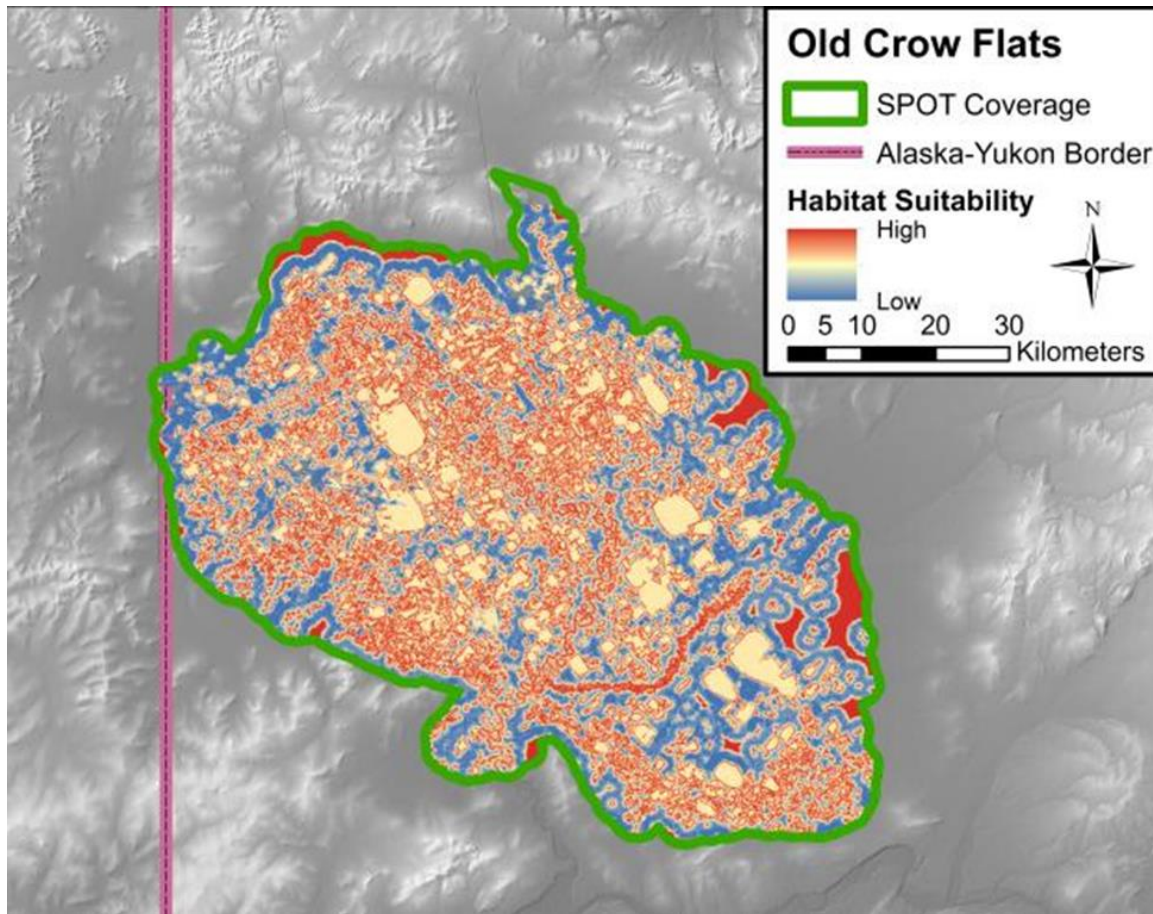 Old Crow Flats
SPOT Coverage
Alaska-Yukon Border
Habitat Suitability
High
Low
N
0 5 10 20 30
Kilometers